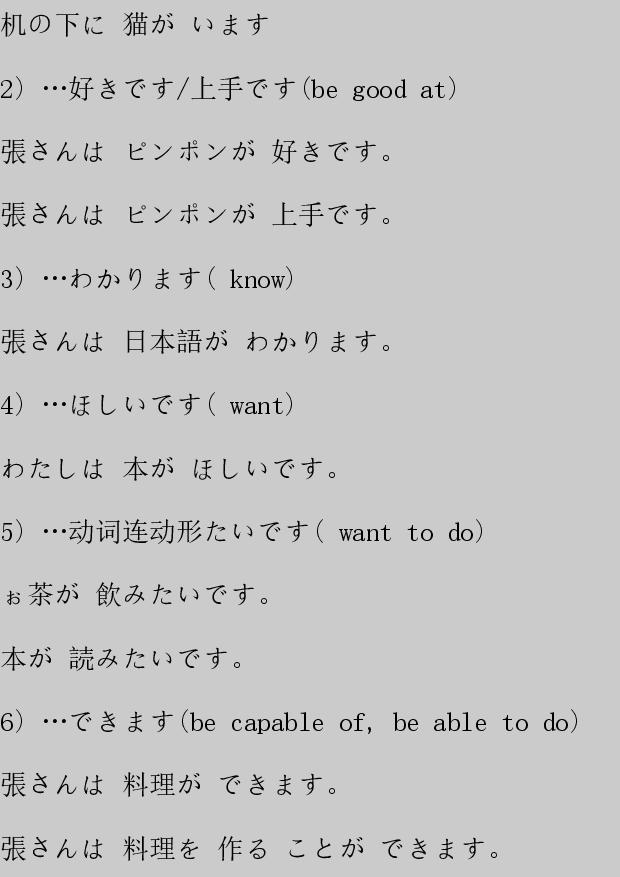 机の下に 猫が います
2) …好きです/上手です(be good at)
張さんは ピンポンが 好きです。
張さんは ピンポンが 上手です。
3) …わかります( know)
張さんは 日本語が わかります。
4) …ほしいです( want)
わたしは 本が ほしいです。
5) …动词连动形たいです( want to do)
ぉ茶が 飲みたいです。
本が 読みたいです。
6) …できます(be capable of, be able to do)
張さんは 料理が できます。
張さんは 料理を 作る ことが できます。